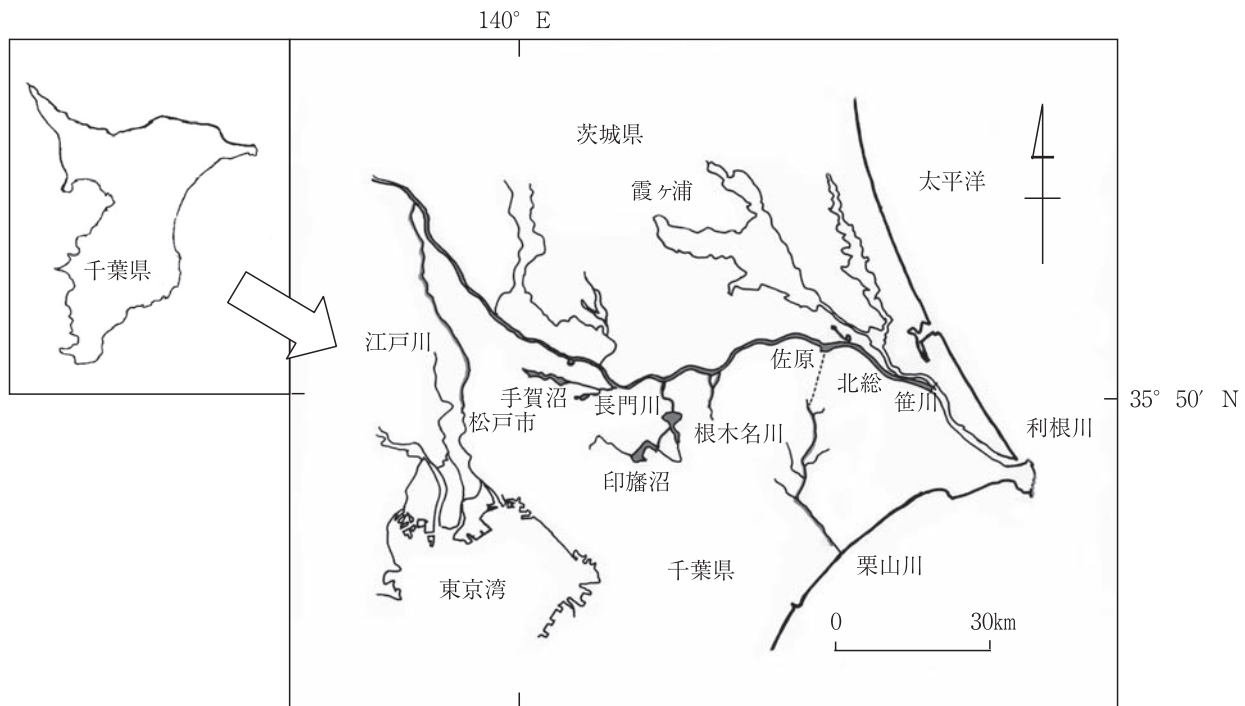 140° E
茨城県
太平洋
霞ヶ浦
千葉県
江戸川
佐原
北総
手賀沼
長門川
笹川
35° 50′ N
松戸市
根木名川
利根川
印旛沼
千葉県
栗山川
東京湾
0 30km